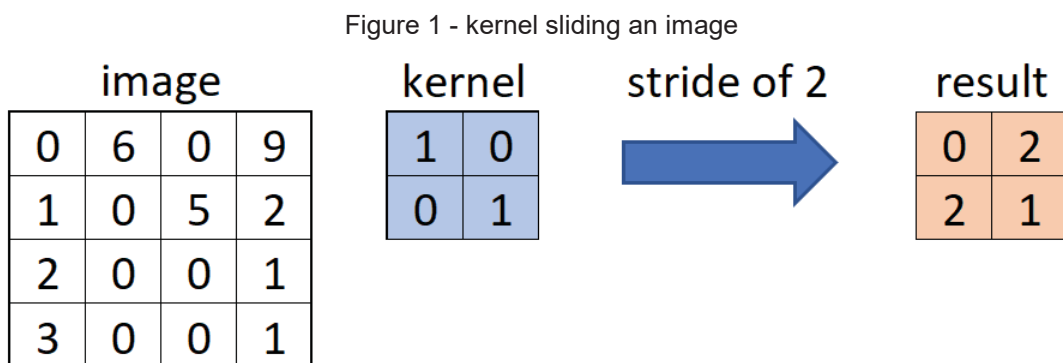 Figure 1 - kernel sliding an image
image kernel stride of 2 result
0 6 0 9 1 0 0 2
1 0 5 2 0 1 2 1
2 0 0 1
3 0 0 1